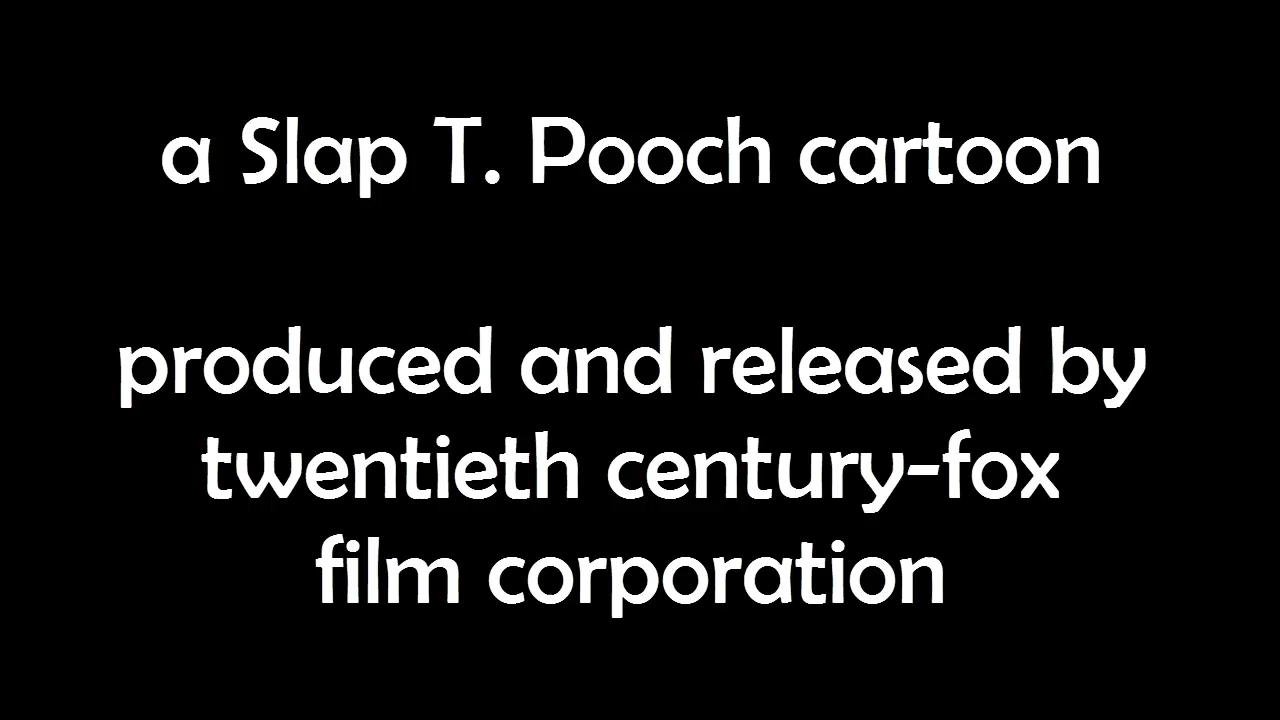 a Slap T. Pooch cartoon
produced and released by
twentieth century-fox
film corporation